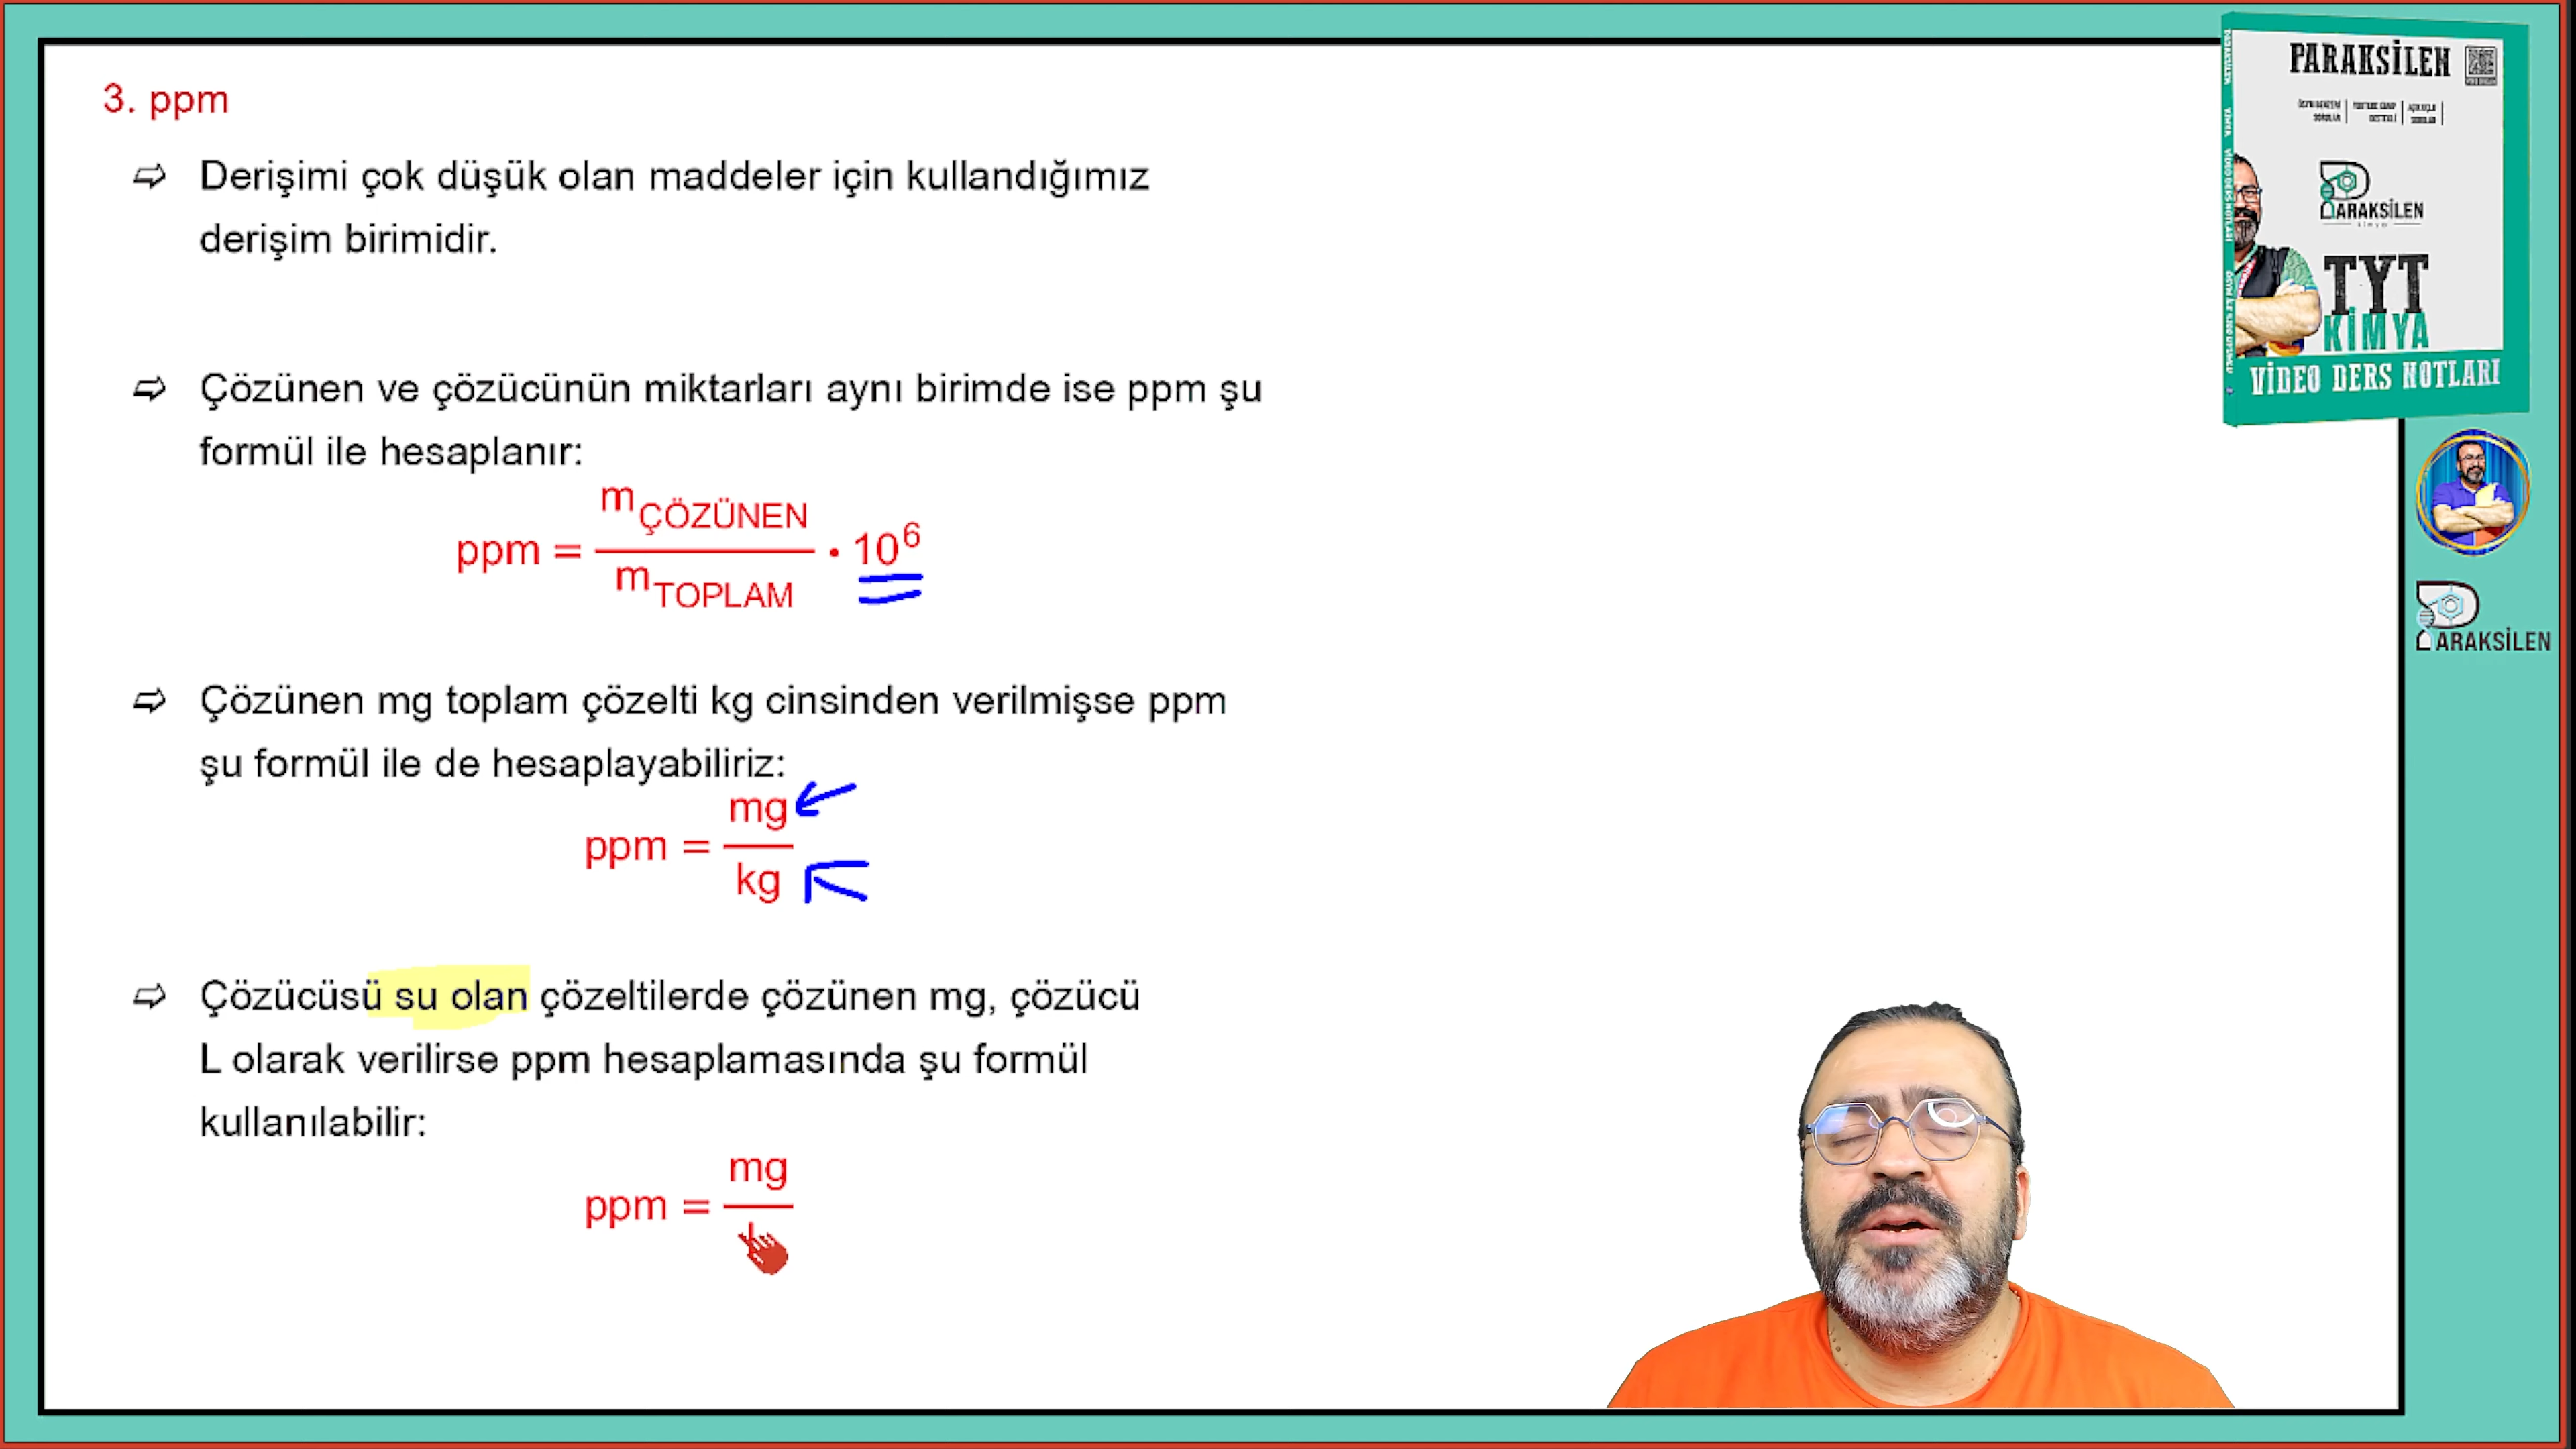 3. ppm
⇨ Derişimi çok düşük olan maddeler için kullandığımız
derişim birimidir.
⇨ Çözünen ve çözücünün miktarları aynı birimde ise ppm şu
formül ile hesaplanır:
ppm = m ÇÖZÜNEN / m TOPLAM • 10⁶
⇨ Çözünen mg toplam çözelti kg cinsinden verilmişse ppm
şu formül ile de hesaplayabiliriz:
ppm = mg / kg
⇨ Çözücüsü su olan çözeltilerde çözünen mg, çözücü
L olarak verilirse ppm hesaplamasında şu formül
kullanılabilir:
ppm = mg / L
PARAKSİLEN
PARAKSİLEN
kimya
TYT
KİMYA
VİDEO DERS NOTLARI
PARAKSİLEN